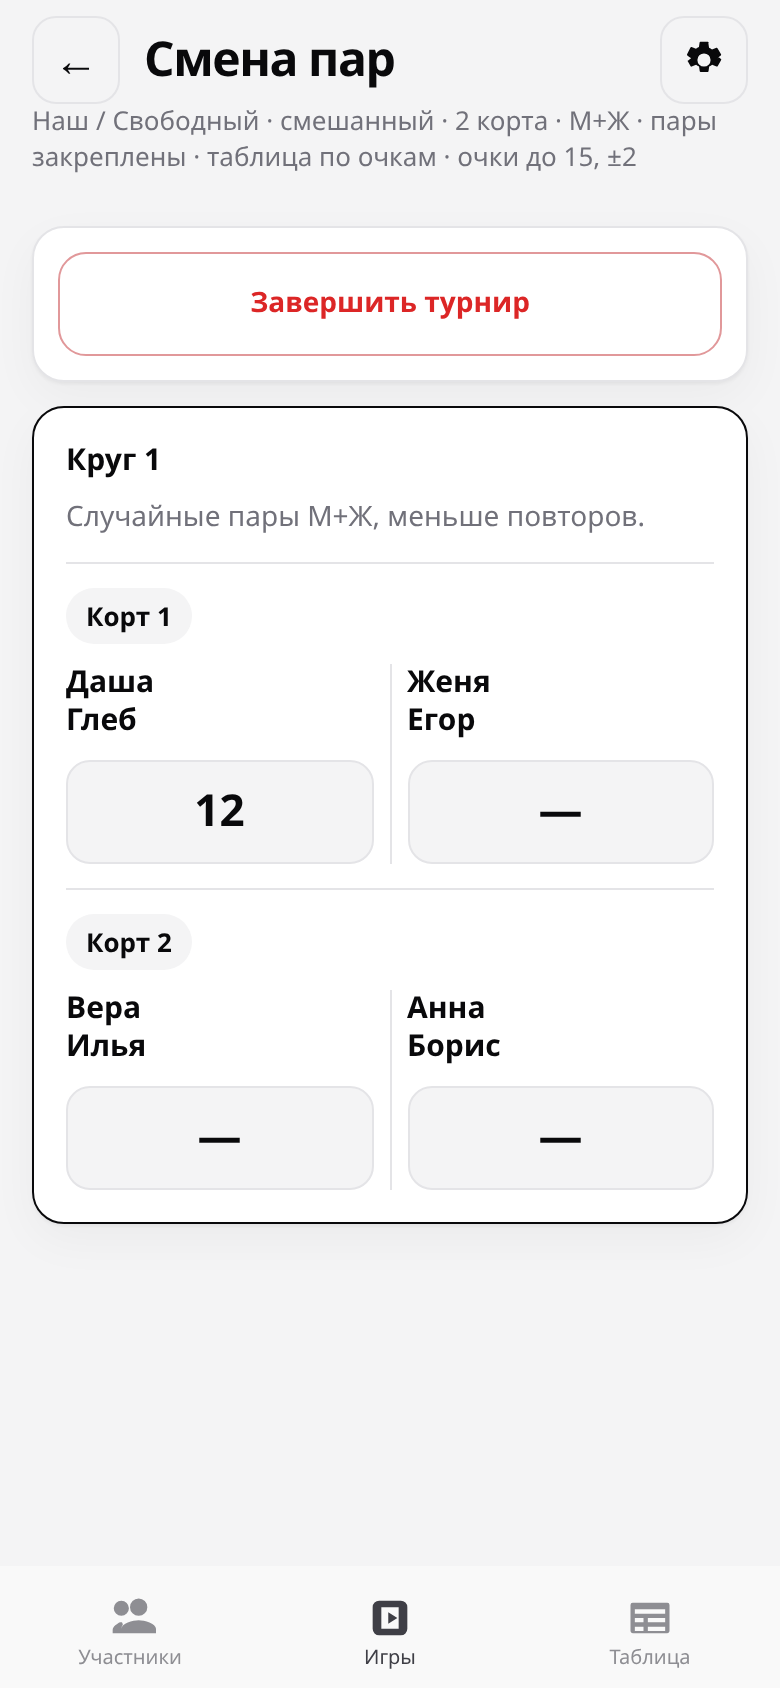 ← Смена пар
Наш / Свободный · смешанный · 2 корта · М+Ж · пары
закреплены · таблица по очкам · очки до 15, ±2
Завершить турнир
Круг 1
Случайные пары М+Ж, меньше повторов.
Корт 1
Даша
Глеб
12
Женя
Егор
—
Корт 2
Вера
Илья
—
Анна
Борис
—
Участники
Игры
Таблица